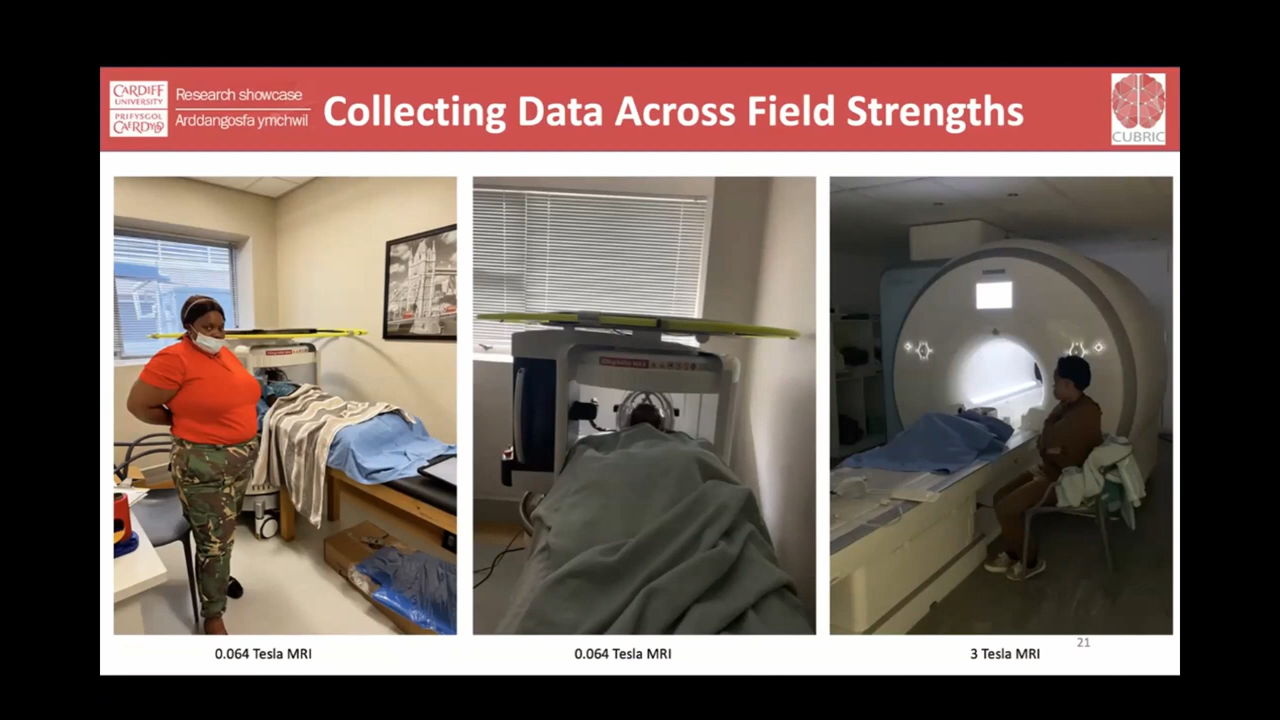 CARDIFF
UNIVERSITY
PRIFYSGOL
CAERDYDD
Research showcase
Arddangosfa ymchwil
Collecting Data Across Field Strengths
CUBRIC
0.064 Tesla MRI
0.064 Tesla MRI
3 Tesla MRI
21